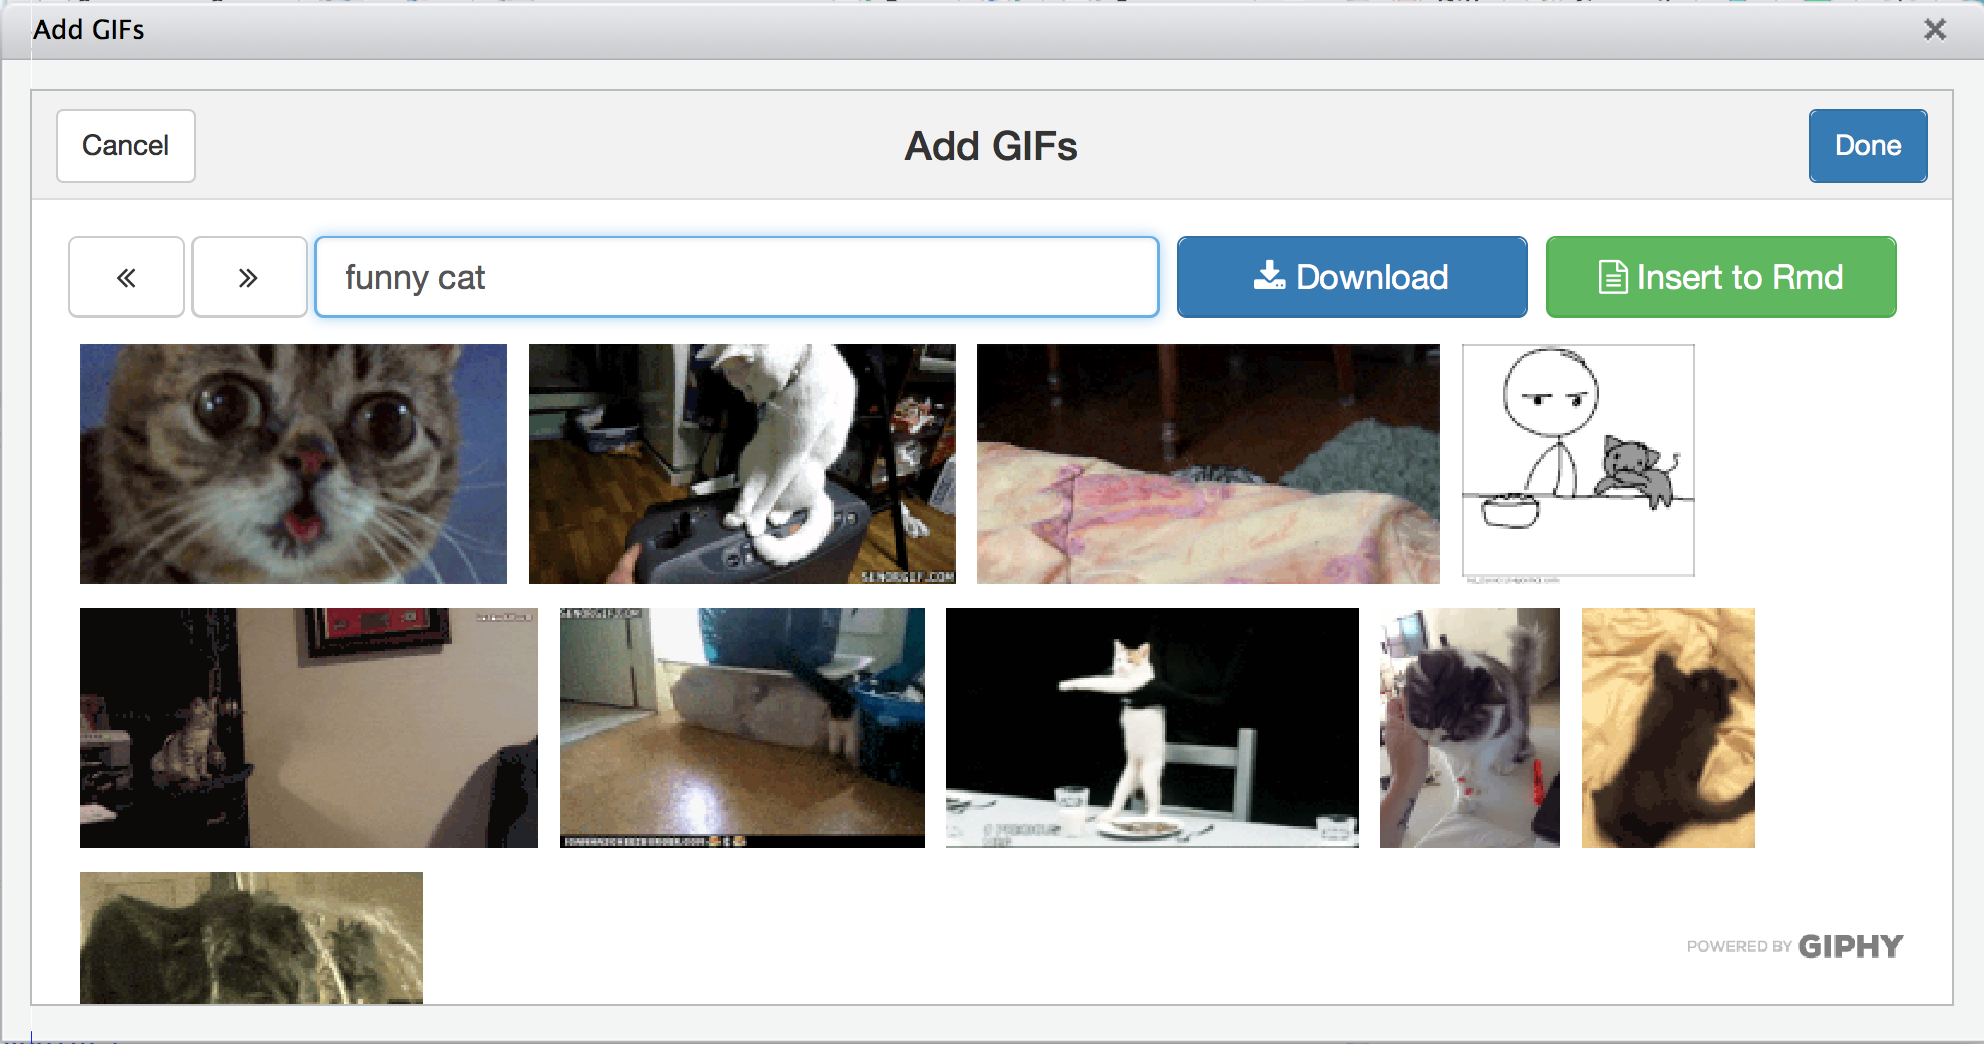 Add GIFs
Cancel
Add GIFs
Done
«
»
funny cat
Download
Insert to Rmd
SENORGIF.COM
SENORGIF.COM
POWERED BY GIPHY